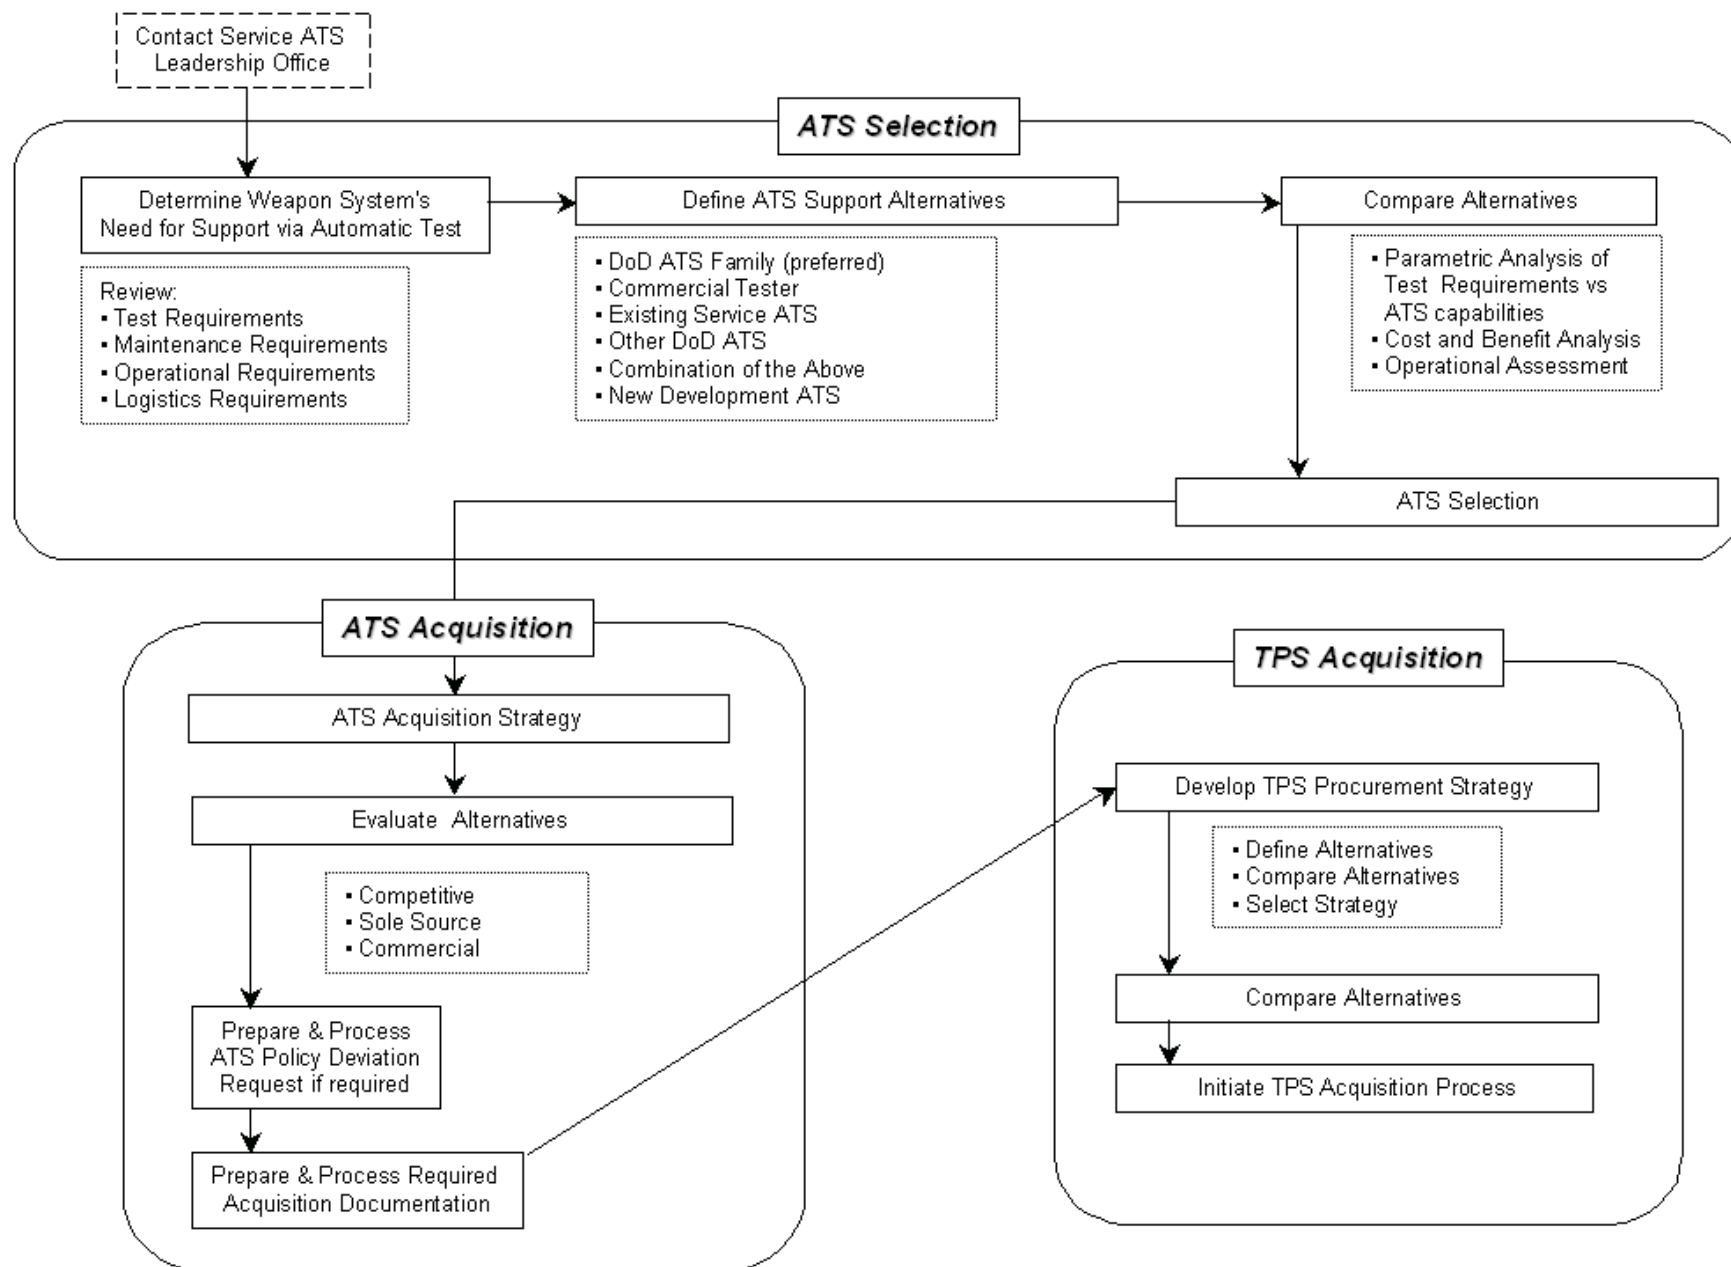 Contact Service ATS
Leadership Office
ATS Selection
Determine Weapon System's
Need for Support via Automatic Test
Review:
▪ Test Requirements
▪ Maintenance Requirements
▪ Operational Requirements
▪ Logistics Requirements
Define ATS Support Alternatives
▪ DoD ATS Family (preferred)
▪ Commercial Tester
▪ Existing Service ATS
▪ Other DoD ATS
▪ Combination of the Above
▪ New Development ATS
Compare Alternatives
▪ Parametric Analysis of
Test Requirements vs
ATS capabilities
▪ Cost and Benefit Analysis
▪ Operational Assessment
ATS Selection
ATS Acquisition
ATS Acquisition Strategy
Evaluate Alternatives
▪ Competitive
▪ Sole Source
▪ Commercial
Prepare & Process
ATS Policy Deviation
Request if required
Prepare & Process Required
Acquisition Documentation
TPS Acquisition
Develop TPS Procurement Strategy
▪ Define Alternatives
▪ Compare Alternatives
▪ Select Strategy
Compare Alternatives
Initiate TPS Acquisition Process